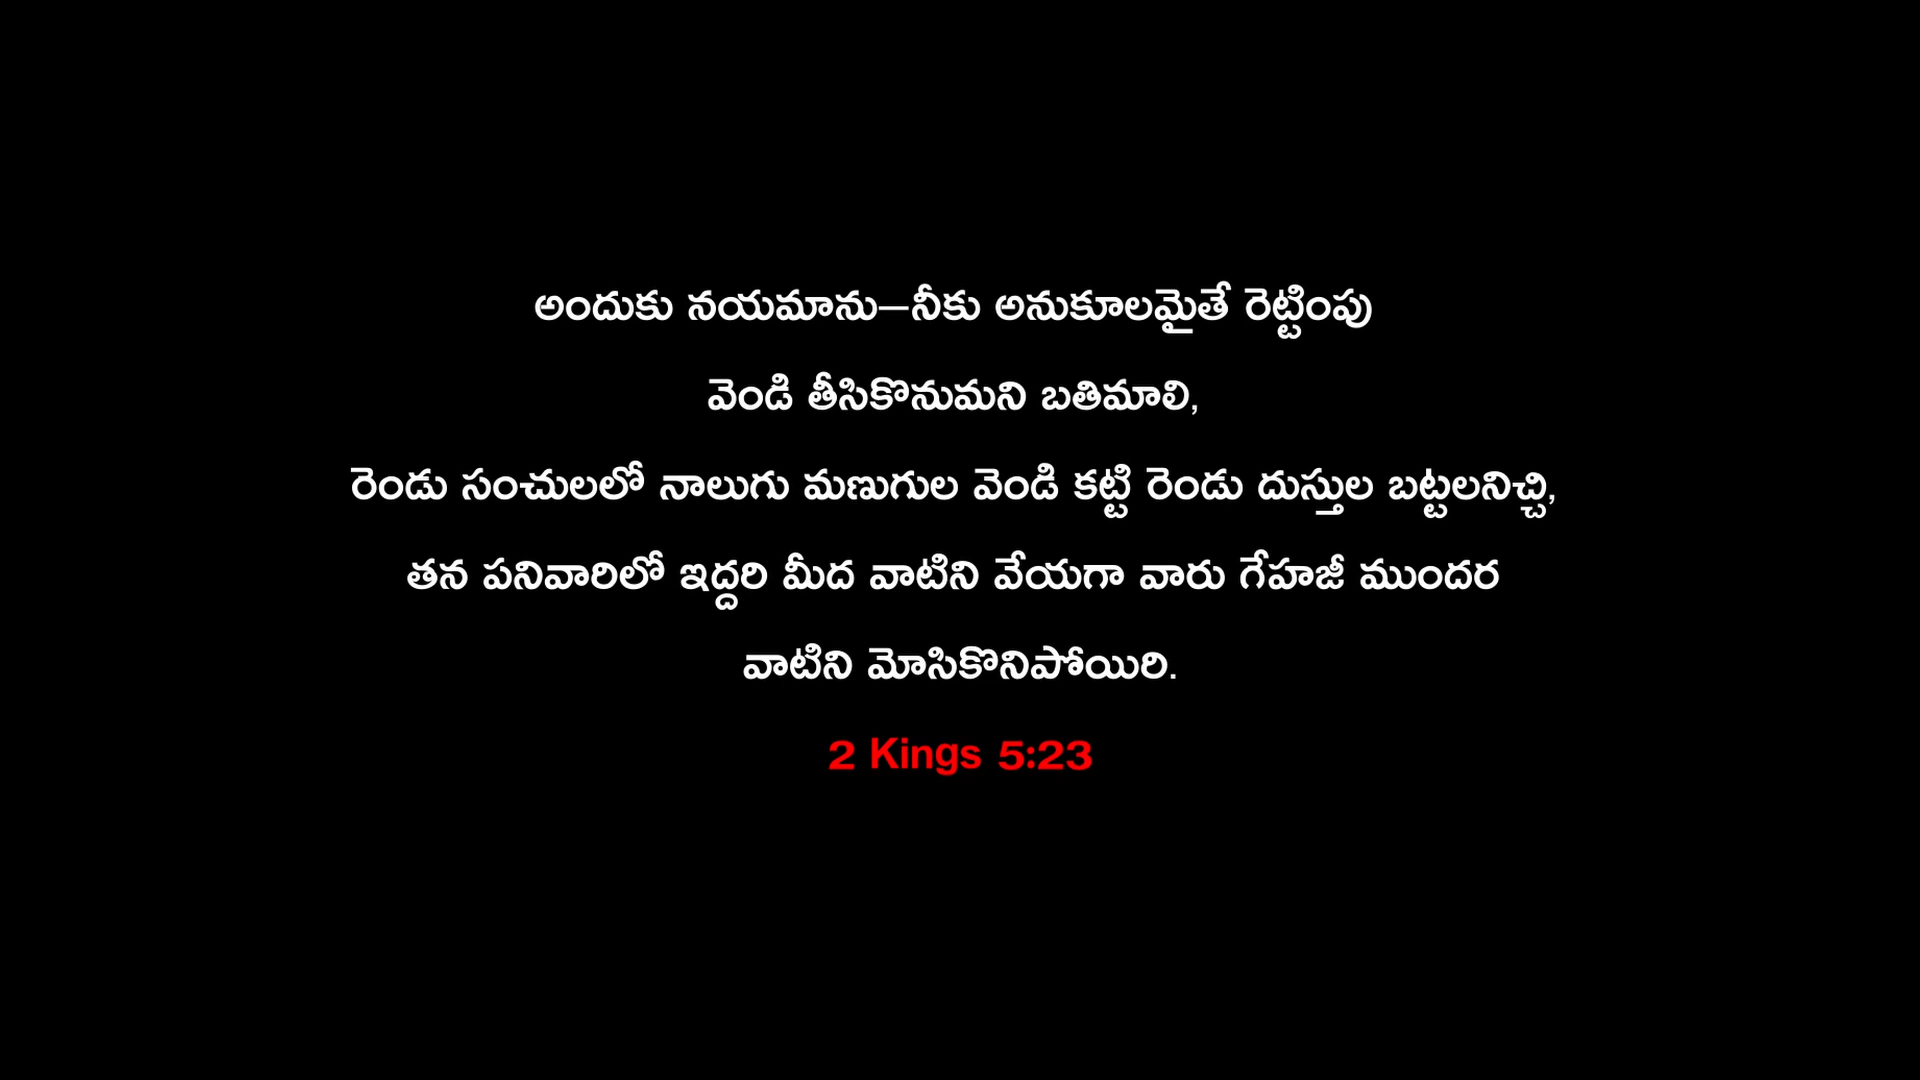 అందుకు నయమాను–నీకు అనుకూలమైతే రెట్టింపు
వెండి తీసికొనుమని బతిమాలి,
రెండు సంచులలో నాలుగు మణుగుల వెండి కట్టి రెండు దుస్తుల బట్టలనిచ్చి,
తన పనివారిలో ఇద్దరి మీద వాటిని వేయగా వారు గేహజీ ముందర
వాటిని మోసికొనిపోయిరి.
2 Kings 5:23